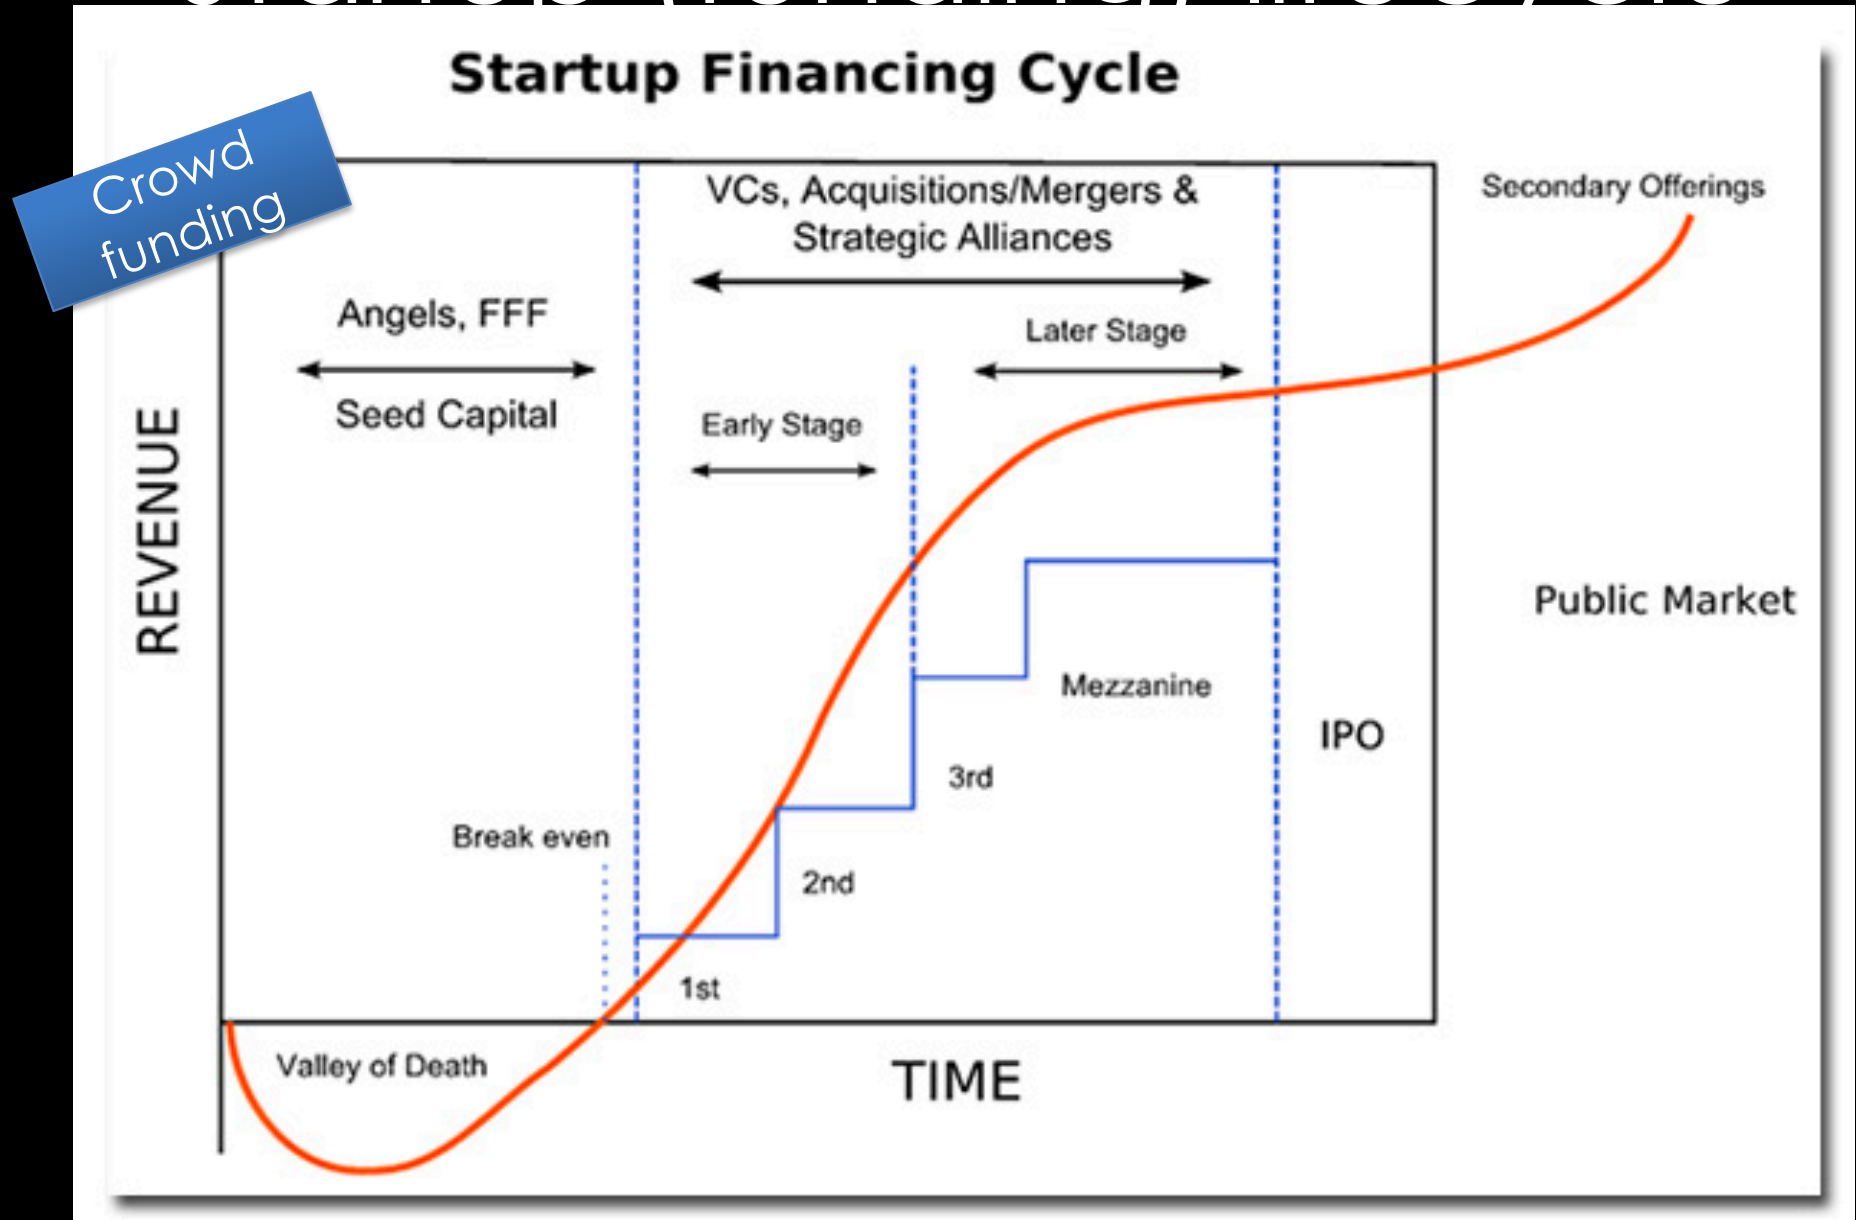 Startup Financing Cycle
Crowd
funding
VCs, Acquisitions/Mergers &
Strategic Alliances
Secondary Offerings
Angels, FFF
Later Stage
Seed Capital
Early Stage
REVENUE
Public Market
Mezzanine
IPO
3rd
Break even
2nd
1st
Valley of Death
TIME